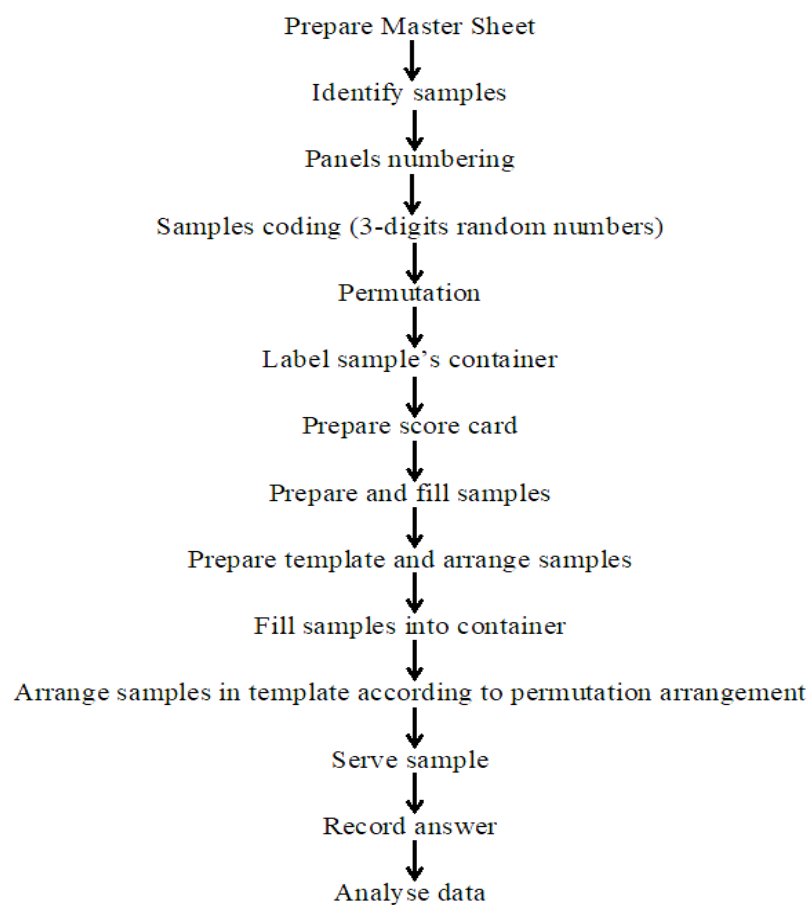 Prepare Master Sheet
Identify samples
Panels numbering
Samples coding (3-digits random numbers)
Permutation
Label sample's container
Prepare score card
Prepare and fill samples
Prepare template and arrange samples
Fill samples into container
Arrange samples in template according to permutation arrangement
Serve sample
Record answer
Analyse data